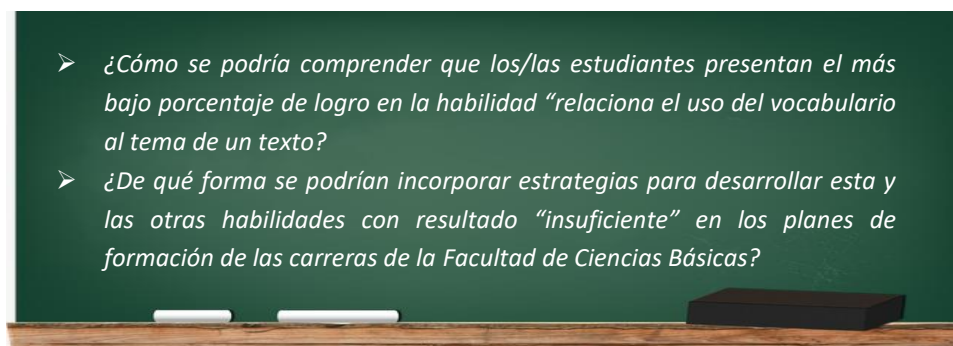 ➢ ¿Cómo se podría comprender que los/las estudiantes presentan el más
bajo porcentaje de logro en la habilidad “relaciona el uso del vocabulario
al tema de un texto?
➢ ¿De qué forma se podrían incorporar estrategias para desarrollar esta y
las otras habilidades con resultado “insuficiente” en los planes de
formación de las carreras de la Facultad de Ciencias Básicas?